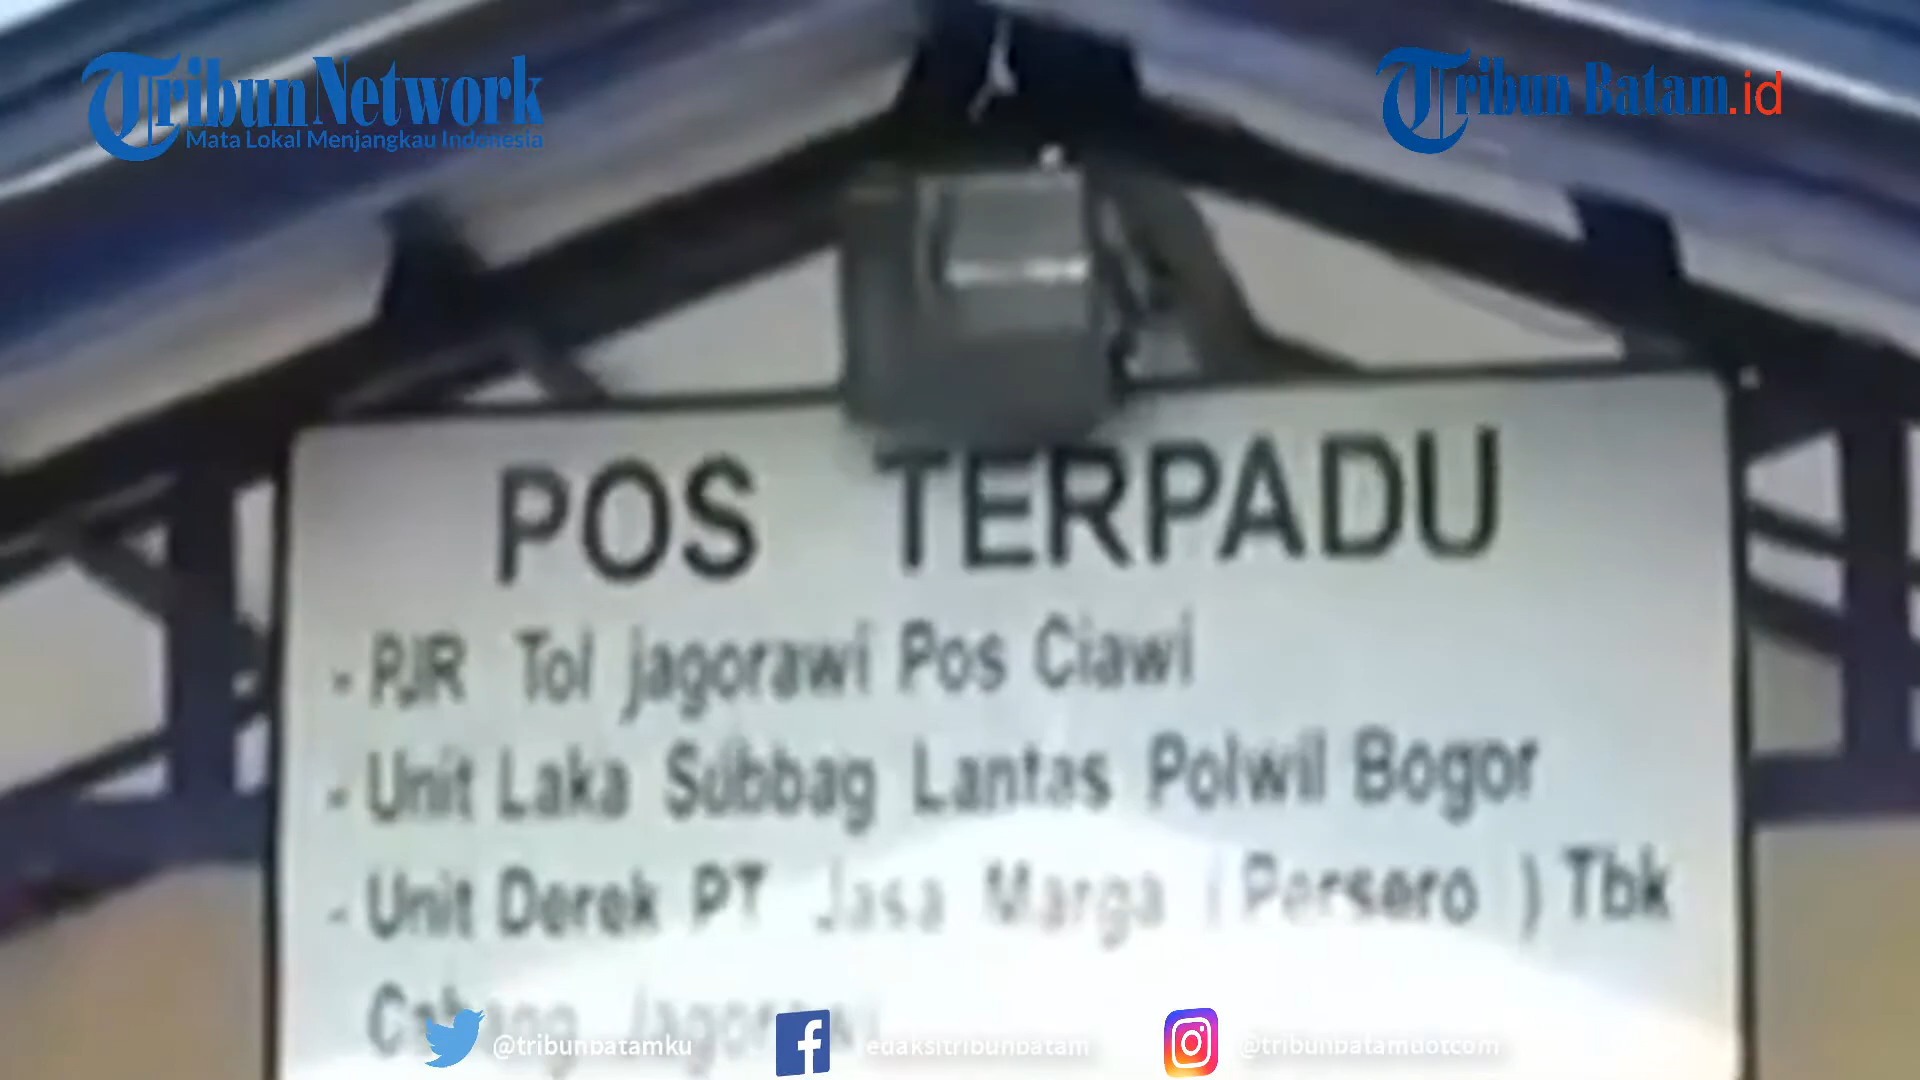 Tribun Network
Mata Lokal Menjangkau Indonesia
Tribun Batam.id
POS TERPADU
- PJR Tol jagorawi Pos Ciawi
- Unit Laka Subbag Lantas Polwil Bogor
- Unit Derek PT Jasa Marga ( Persero ) Tbk
Cabang Jagorawi
@tribunbatamku
redaksitribunbatam
@tribunbatamdotcom